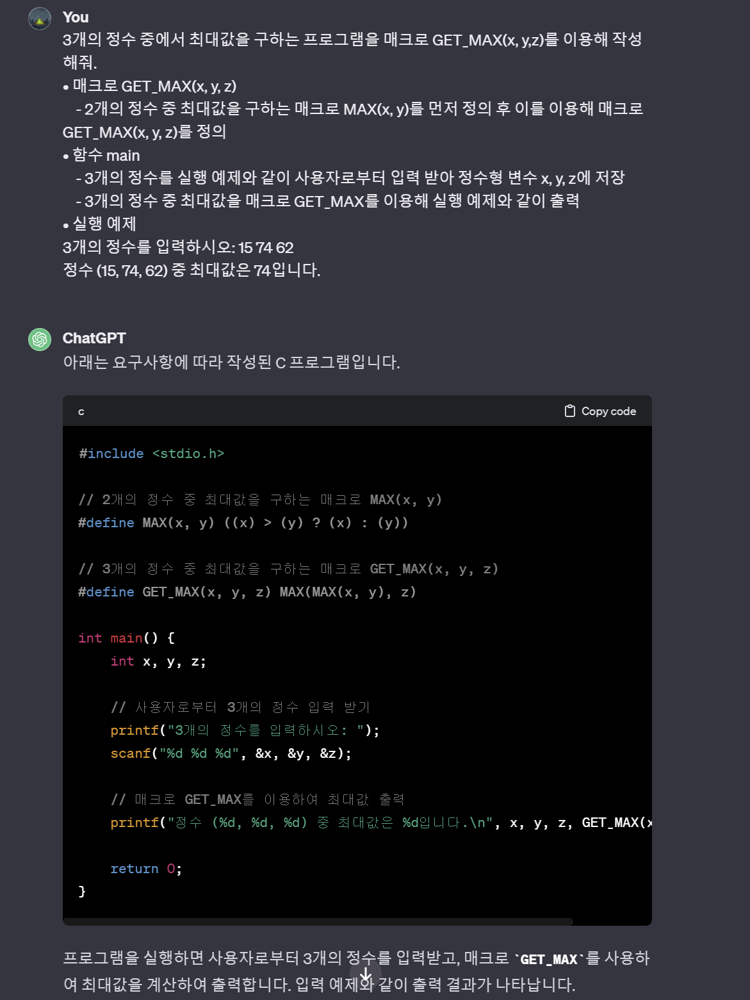 You
3개의 정수 중에서 최대값을 구하는 프로그램을 매크로 GET_MAX(x, y,z)를 이용해 작성
해줘.
• 매크로 GET_MAX(x, y, z)
- 2개의 정수 중 최대값을 구하는 매크로 MAX(x, y)를 먼저 정의 후 이를 이용해 매크로
GET_MAX(x, y, z)를 정의
• 함수 main
- 3개의 정수를 실행 예제와 같이 사용자로부터 입력 받아 정수형 변수 x, y, z에 저장
- 3개의 정수 중 최대값을 매크로 GET_MAX를 이용해 실행 예제와 같이 출력
• 실행 예제
3개의 정수를 입력하시오: 15 74 62
정수 (15, 74, 62) 중 최대값은 74입니다.
ChatGPT
아래는 요구사항에 따라 작성된 C 프로그램입니다.
c Copy code
#include <stdio.h>
// 2개의 정수 중 최대값을 구하는 매크로 MAX(x, y)
#define MAX(x, y) ((x) > (y) ? (x) : (y))
// 3개의 정수 중 최대값을 구하는 매크로 GET_MAX(x, y, z)
#define GET_MAX(x, y, z) MAX(MAX(x, y), z)
int main() {
int x, y, z;
// 사용자로부터 3개의 정수 입력 받기
printf("3개의 정수를 입력하시오: ");
scanf("%d %d %d", &x, &y, &z);
// 매크로 GET_MAX를 이용하여 최대값 출력
printf("정수 (%d, %d, %d) 중 최대값은 %d입니다.\n", x, y, z, GET_MAX(x
return 0;
}
프로그램을 실행하면 사용자로부터 3개의 정수를 입력받고, 매크로 `GET_MAX`를 사용하
여 최대값을 계산하여 출력합니다. 입력 예제와 같이 출력 결과가 나타납니다.